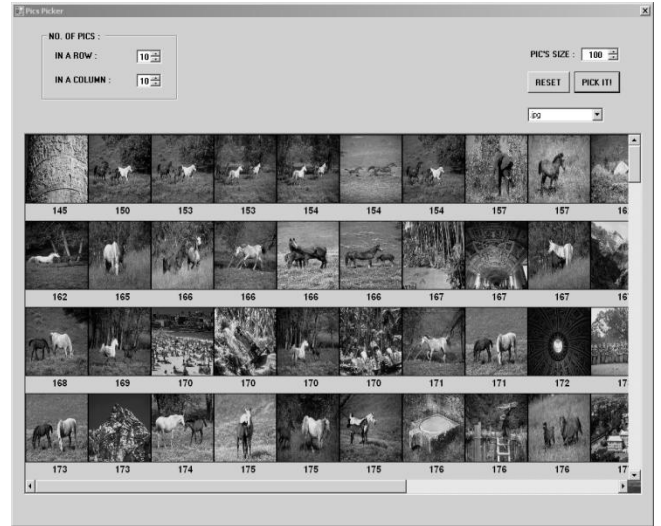 Pics Picker
NO. OF PICS :
IN A ROW : 10
IN A COLUMN : 10
PIC'S SIZE : 100
RESET PICK IT!
jpg
145 150 153 153 154 154 154 157 157
162 165 166 166 166 166 167 167 167
168 169 170 170 170 170 171 171 172
173 173 174 175 175 175 176 176 176